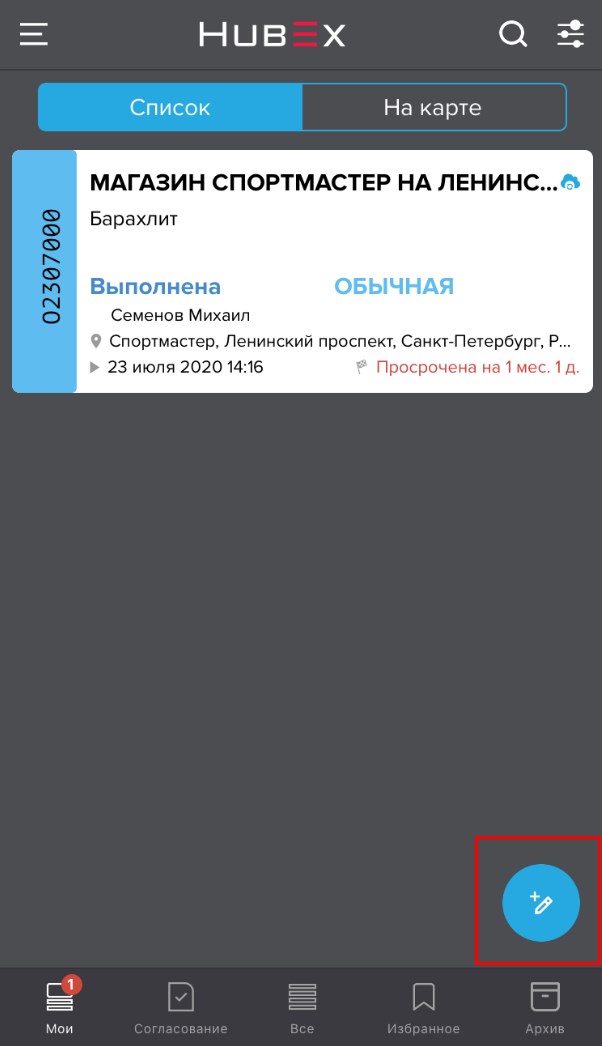 HUBEX
Список
На карте
О2307000
МАГАЗИН СПОРТМАСТЕР НА ЛЕНИНС...
Барахлит
Выполнена
ОБЫЧНАЯ
Семенов Михаил
Спортмастер, Ленинский проспект, Санкт-Петербург, Р...
23 июля 2020 14:16
Просрочена на 1 мес. 1 д.
1
Мои
Согласование
Все
Избранное
Архив